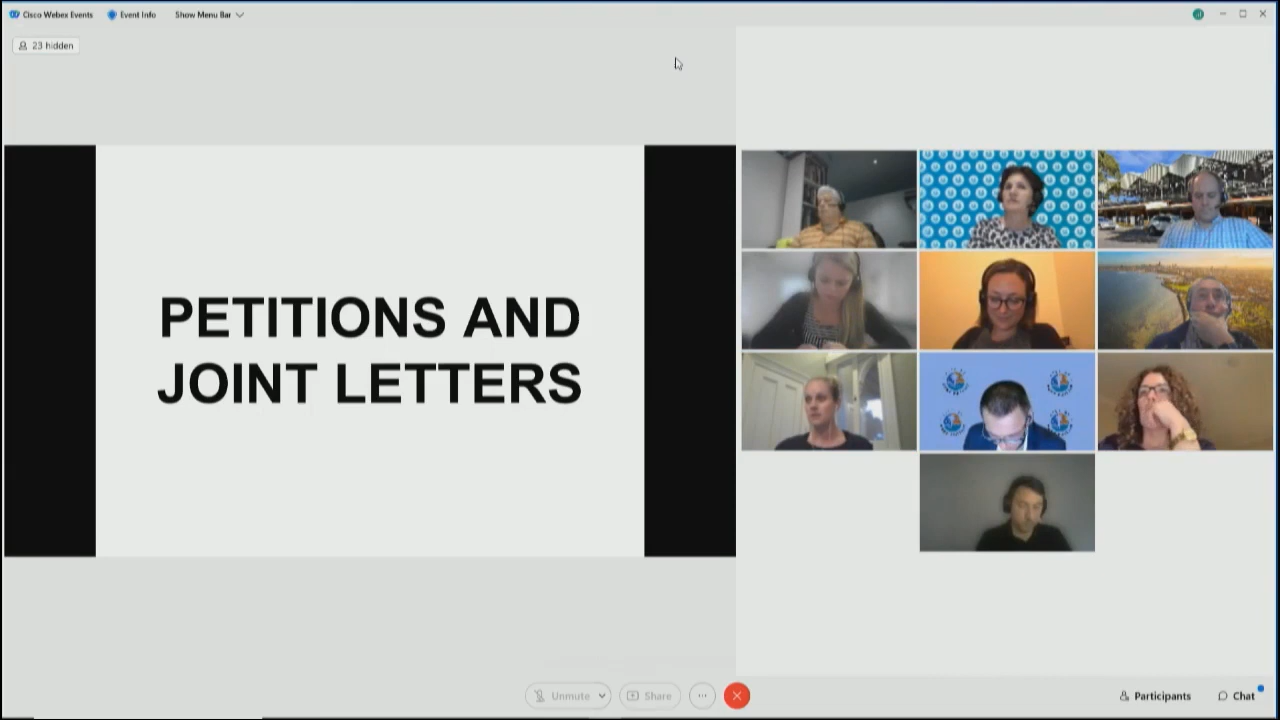 Cisco Webex Events
Event Info
Show Menu Bar
23 hidden
PETITIONS AND
JOINT LETTERS
Unmute
Share
Participants
Chat